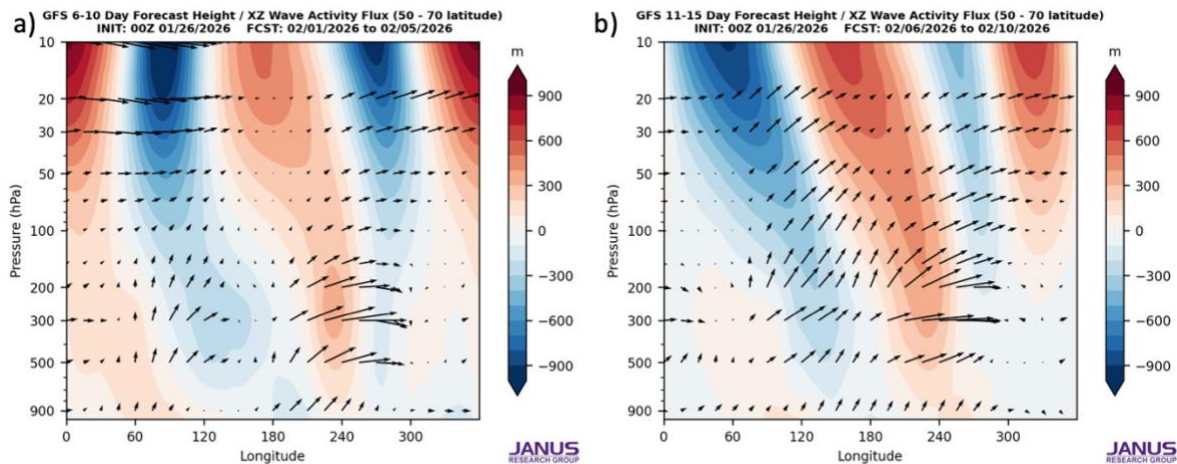 a)
GFS 6-10 Day Forecast Height / XZ Wave Activity Flux (50 - 70 latitude)
INIT: 00Z 01/26/2026 FCST: 02/01/2026 to 02/05/2026
Pressure (hPa)
10
20
30
50
100
200
300
500
900
0
60
120
180
240
300
Longitude
m
900
600
300
0
−300
−600
−900
JANUS
RESEARCH GROUP
b)
GFS 11-15 Day Forecast Height / XZ Wave Activity Flux (50 - 70 latitude)
INIT: 00Z 01/26/2026 FCST: 02/06/2026 to 02/10/2026
Pressure (hPa)
10
20
30
50
100
200
300
500
900
0
60
120
180
240
300
Longitude
m
900
600
300
0
−300
−600
−900
JANUS
RESEARCH GROUP